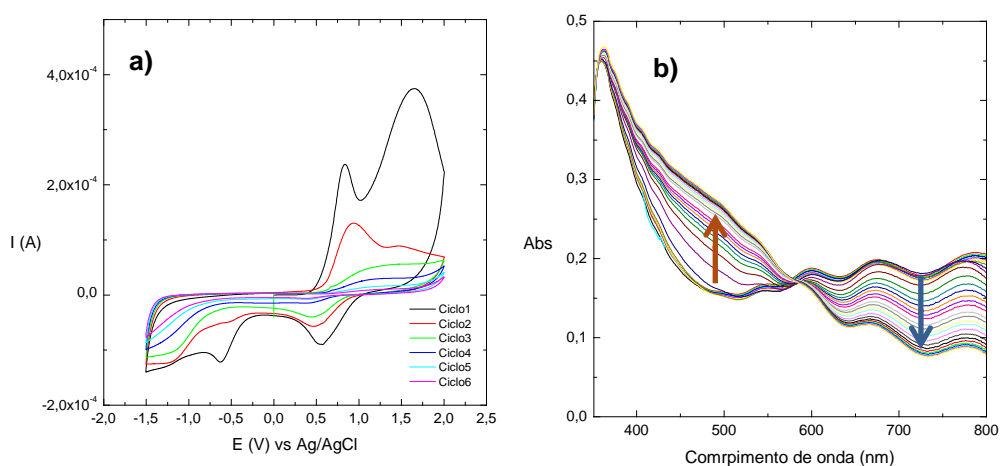 a)
4,0x10-4
2,0x10-4
0,0
-2,0x10-4
I (A)
Ciclo1
Ciclo2
Ciclo3
Ciclo4
Ciclo5
Ciclo6
-2,0 -1,5 -1,0 -0,5 0,0 0,5 1,0 1,5 2,0 2,5
E (V) vs Ag/AgCl
b)
0,5
0,4
0,3
0,2
0,1
0,0
Abs
400 500 600 700 800
Comrpimento de onda (nm)